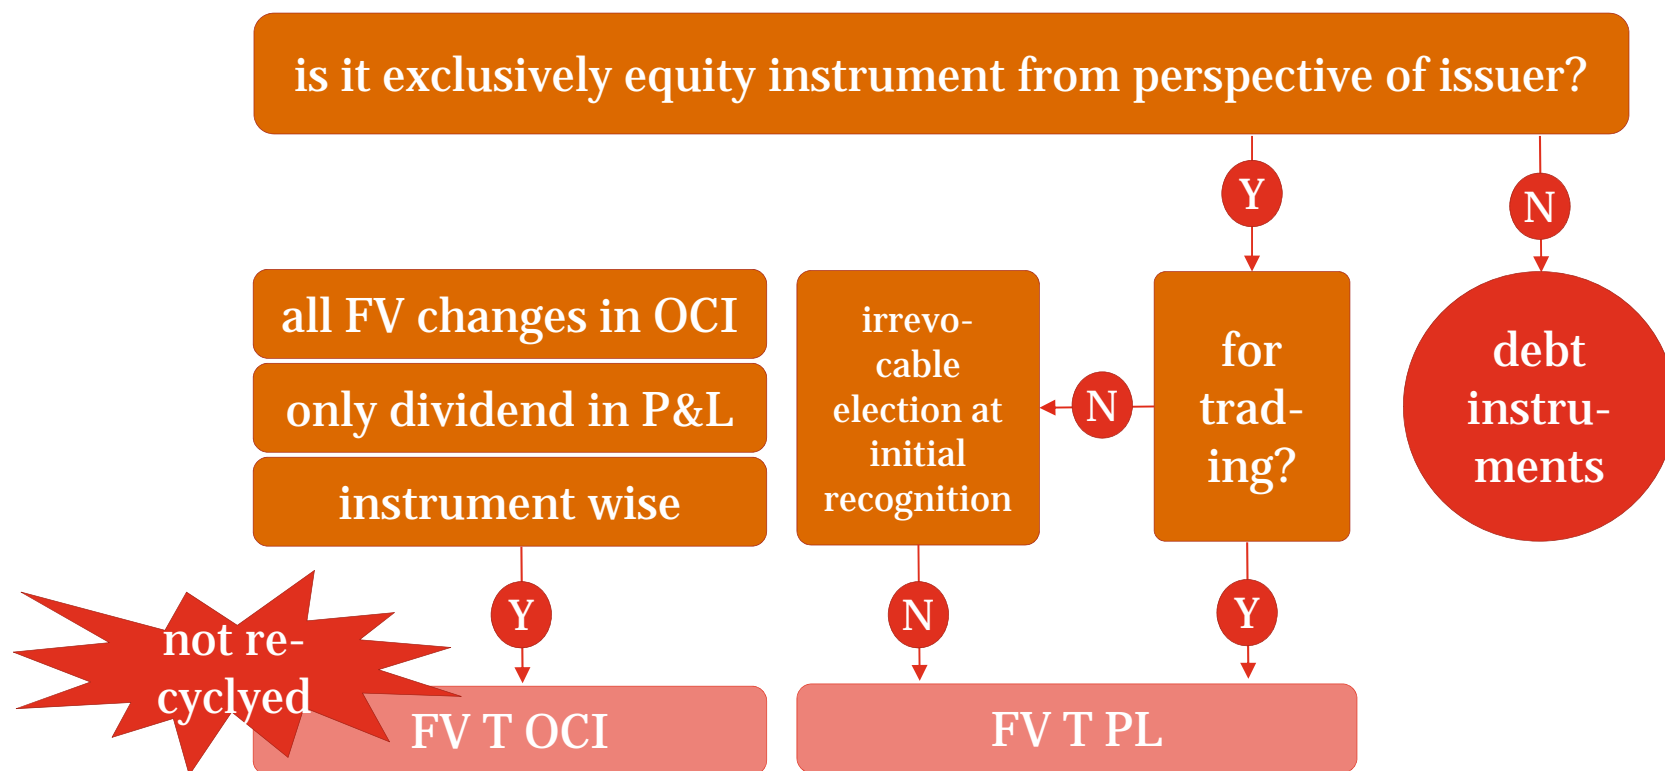 is it exclusively equity instrument from perspective of issuer?
Y
N
all FV changes in OCI
only dividend in P&L
instrument wise
irrevo-
cable
election at
initial
recognition
N
for
trad-
ing?
debt
instru-
ments
Y
N
Y
not re-
cyclyed
FV T OCI
FV T PL